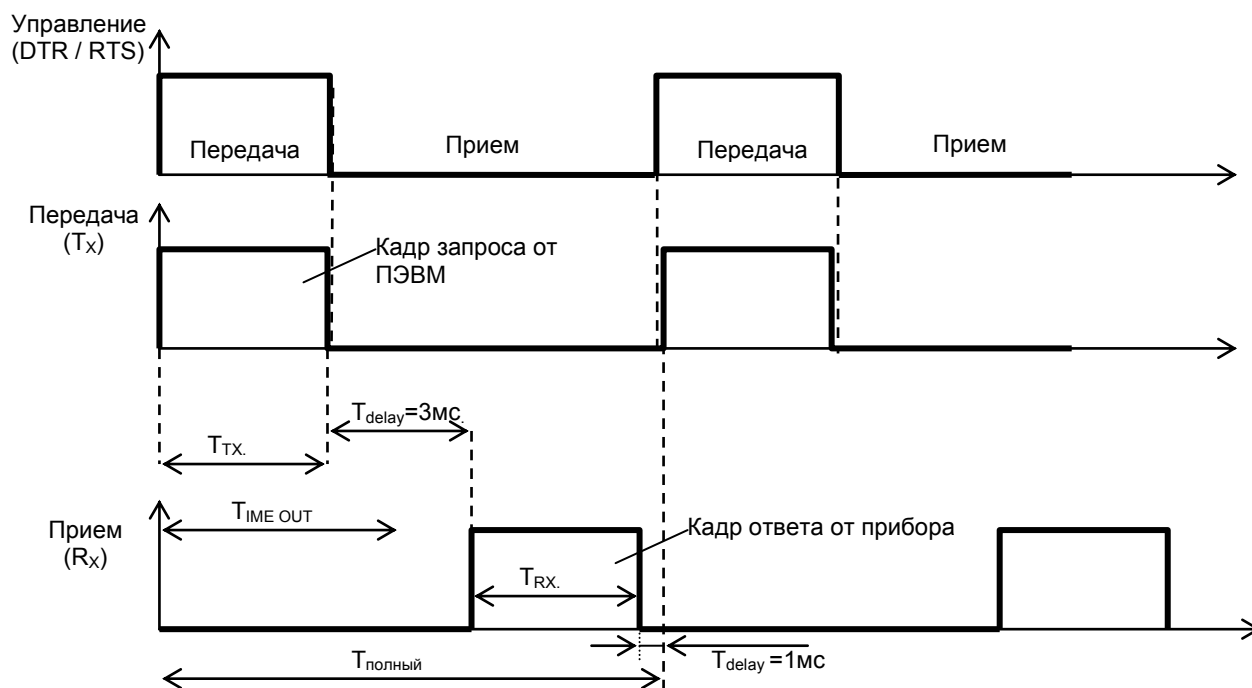 Управление
(DTR / RTS)
Передача
Прием
Передача
Прием
Передача
(TX)
Кадр запроса от
ПЭВМ
Tdelay=3мс.
TTX.
TIME OUT
Прием
(RX)
Кадр ответа от прибора
TRX.
Tdelay =1мс
Tполный